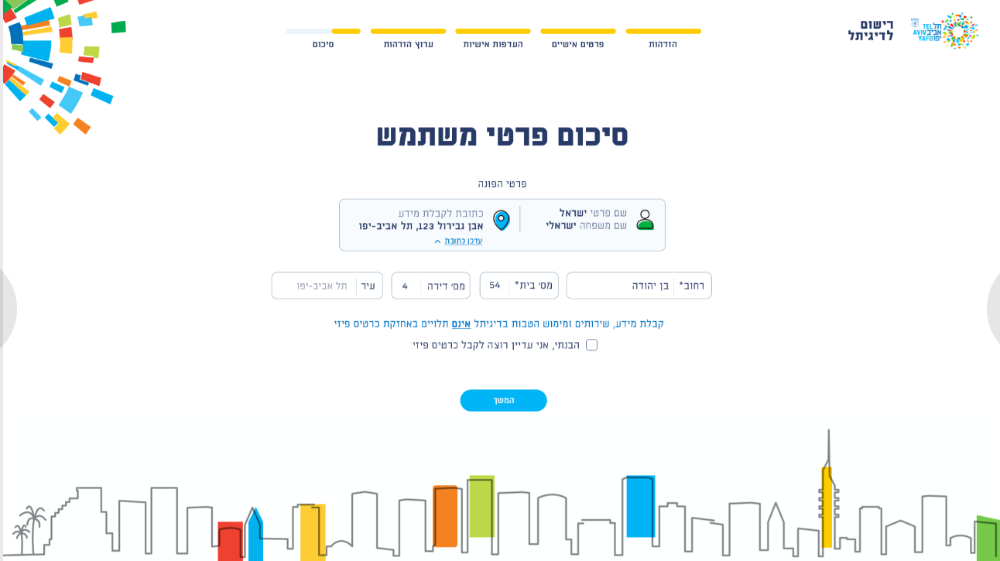 רישום
לדיגיתל
תל
אביב
יפו
TEL
AVIV
YAFO
הזדהות
פרטים אישיים
העדפות אישיות
ערוץ הזדהות
סיכום
סיכום פרטי משתמש
פרטי הפונה
שם פרטי ישראל
שם משפחה ישראלי
כתובת לקבלת מידע
אבן גבירול 123, תל אביב-יפו
עדכן כתובת
רחוב* בן יהודה
מס׳ בית* 54
מס׳ דירה 4
עיר תל אביב-יפו
קבלת מידע, שירותים ומימוש הטבות בדיגיתל אינם תלויים באחזקת כרטיס פיזי
הבנתי, אני עדיין רוצה לקבל כרטיס פיזי
המשך